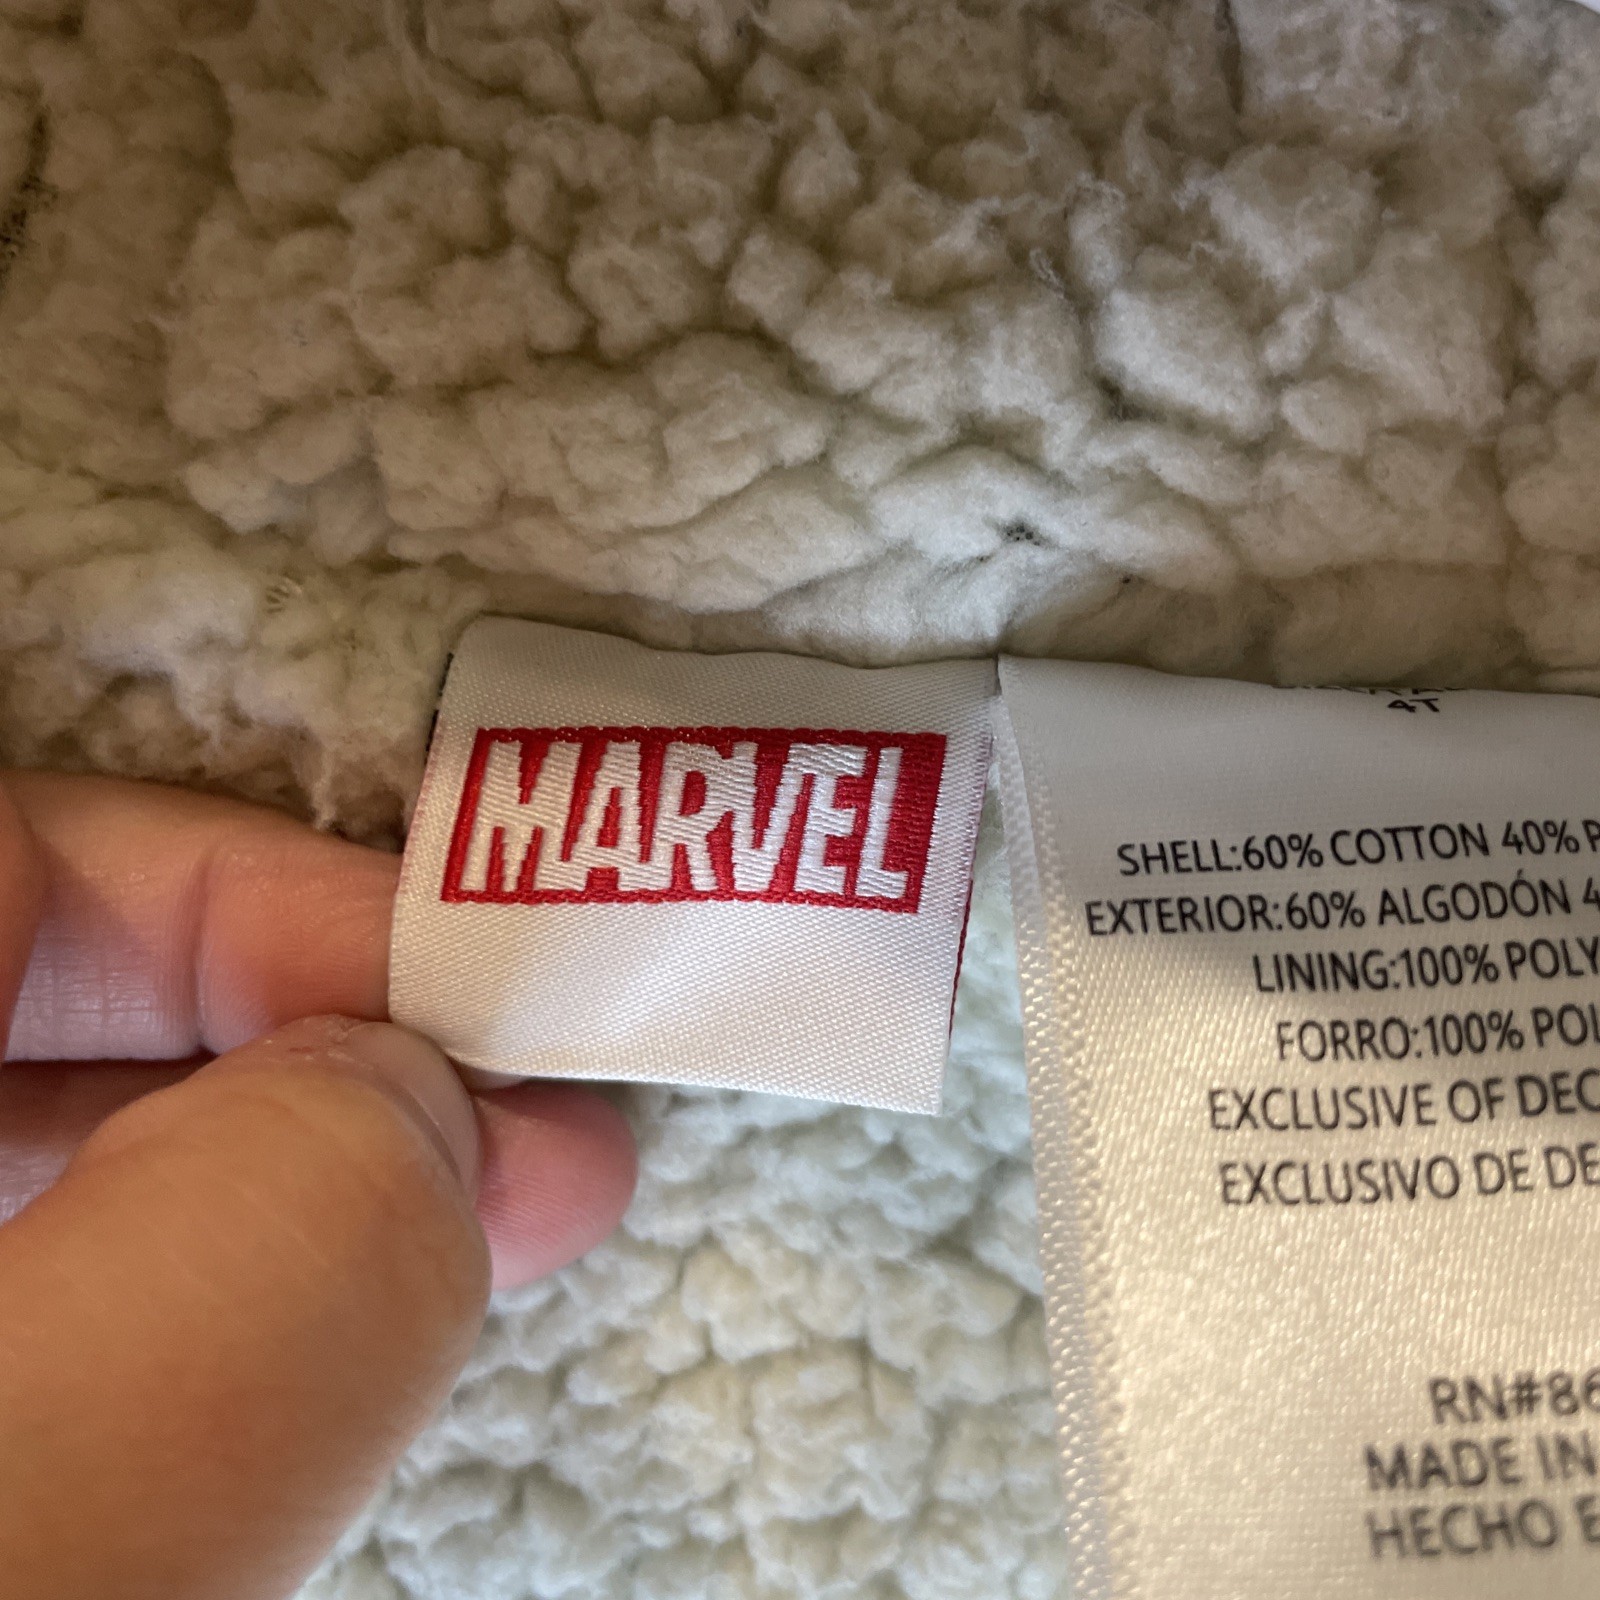 MARVEL
4T
SHELL:60% COTTON 40% P
EXTERIOR:60% ALGODÓN 4
LINING:100% POLY
FORRO:100% POL
EXCLUSIVE OF DEC
EXCLUSIVO DE DE
RN#86
MADE IN
HECHO E